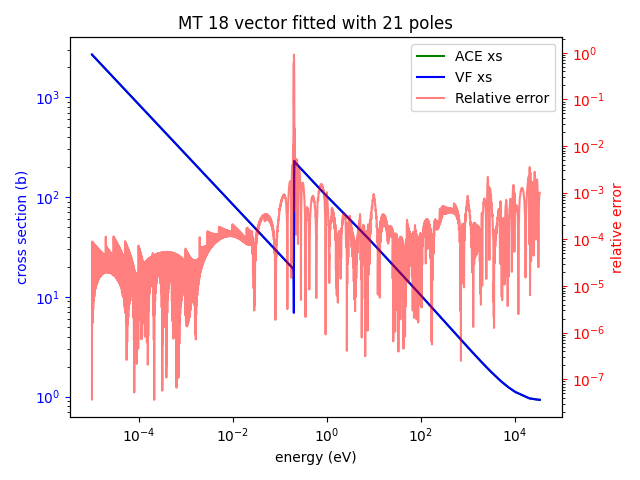 MT 18 vector fitted with 21 poles
ACE xs
VF xs
Relative error
cross section (b)
10³
10²
10¹
10⁰
10⁰
10⁻¹
10⁻²
10⁻³
10⁻⁴
10⁻⁵
10⁻⁶
10⁻⁷
relative error
10⁻⁴
10⁻²
10⁰
10²
10⁴
energy (eV)